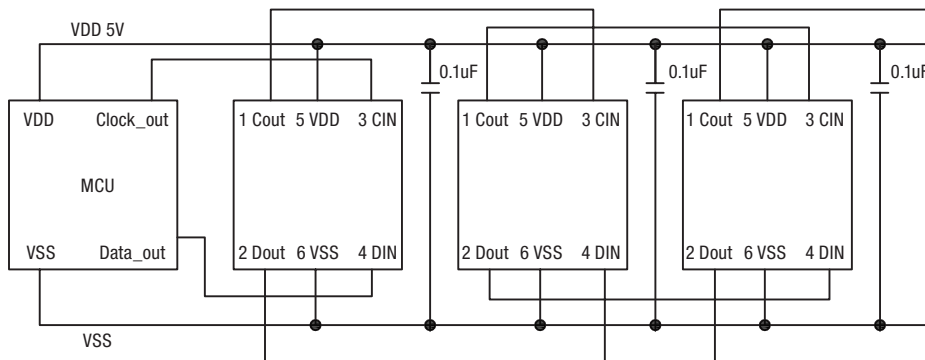 VDD 5V
0.1uF 0.1uF 0.1uF
VDD Clock_out 1 Cout 5 VDD 3 CIN 1 Cout 5 VDD 3 CIN 1 Cout 5 VDD 3 CIN
MCU
VSS Data_out 2 Dout 6 VSS 4 DIN 2 Dout 6 VSS 4 DIN 2 Dout 6 VSS 4 DIN
VSS